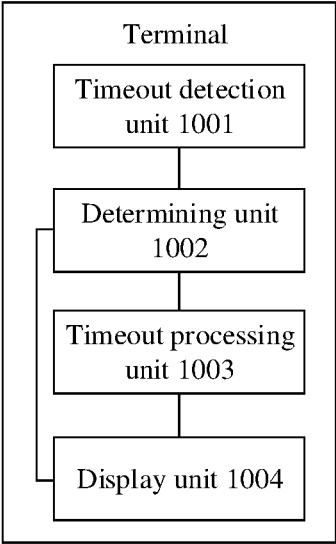 Terminal
Timeout detection
unit 1001
Determining unit
1002
Timeout processing
unit 1003
Display unit 1004